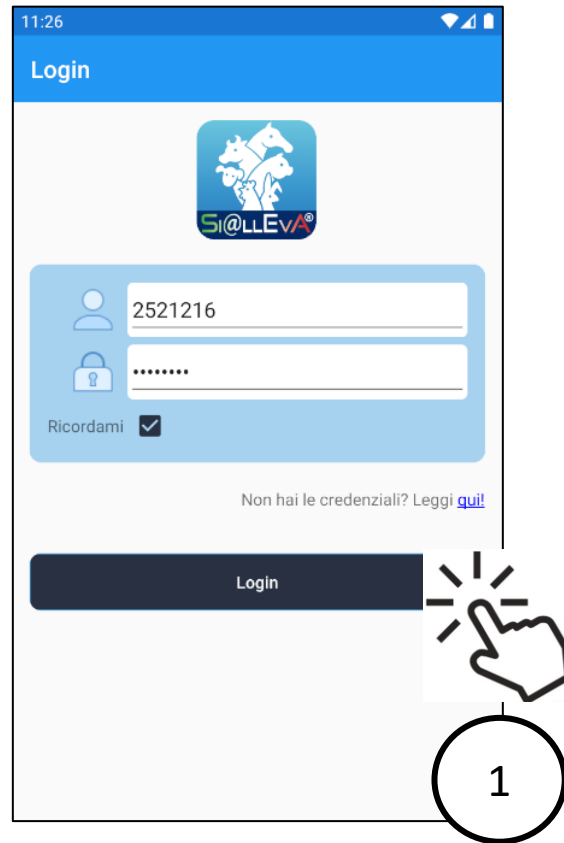 11:26
Login
Si@llEvA®
2521216
••••••••
Ricordami
Non hai le credenziali? Leggi qui!
Login
1